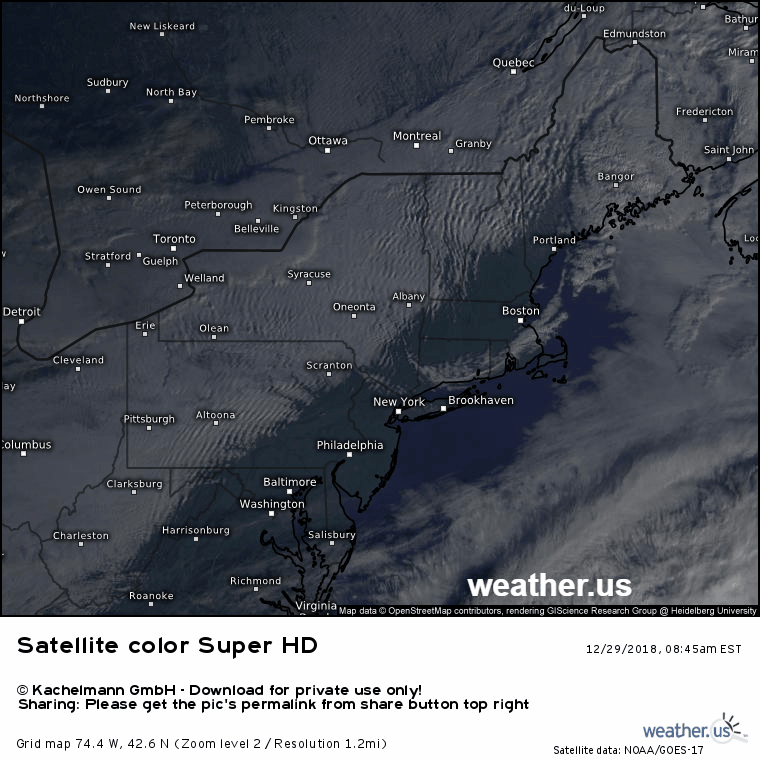 du-Loup
New Liskeard
Bathur
Edmundston
Miram
Quebec
Sudbury
North Bay
Northshore
Pembroke
Fredericton
Ottawa
Montreal
Granby
Saint John
Bangor
Owen Sound
Peterborough
Kingston
Belleville
Toronto
Portland
Loc
Stratford
Guelph
Syracuse
Welland
Oneonta
Albany
Detroit
Boston
Erie
Olean
Cleveland
Scranton
ay
New York
Brookhaven
Altoona
Pittsburgh
Columbus
Philadelphia
Clarksburg
Baltimore
Washington
Harrisonburg
Charleston
Salisbury
Richmond
weather.us
Roanoke
Virginia
Map data © OpenStreetMap contributors, rendering GIScience Research Group @ Heidelberg University
Satellite color Super HD
12/29/2018, 08:45am EST
© Kachelmann GmbH - Download for private use only!
Sharing: Please get the pic's permalink from share button top right
weather.us
Grid map 74.4 W, 42.6 N (Zoom level 2 / Resolution 1.2mi)
Satellite data: NOAA/GOES-17